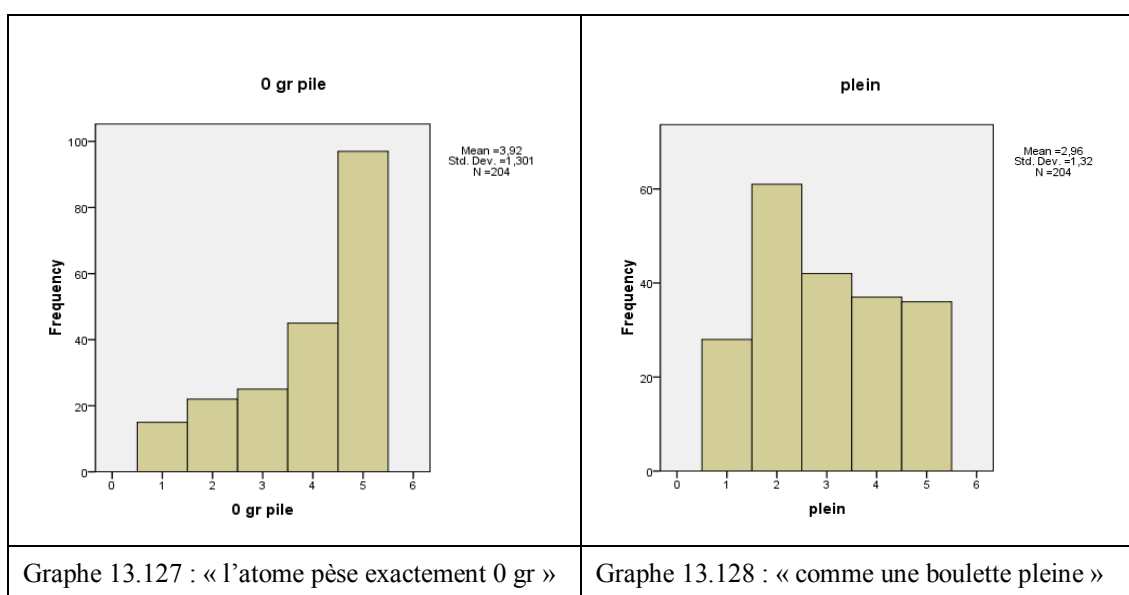 0 gr pile
Mean =3,92
Std. Dev. =1,301
N =204
100
80
60
40
20
0
Frequency
0 1 2 3 4 5 6
0 gr pile
plein
Mean =2,96
Std. Dev. =1,32
N =204
60
40
20
0
Frequency
0 1 2 3 4 5 6
plein
Graphe 13.127 : « l’atome pèse exactement 0 gr »
Graphe 13.128 : « comme une boulette pleine »